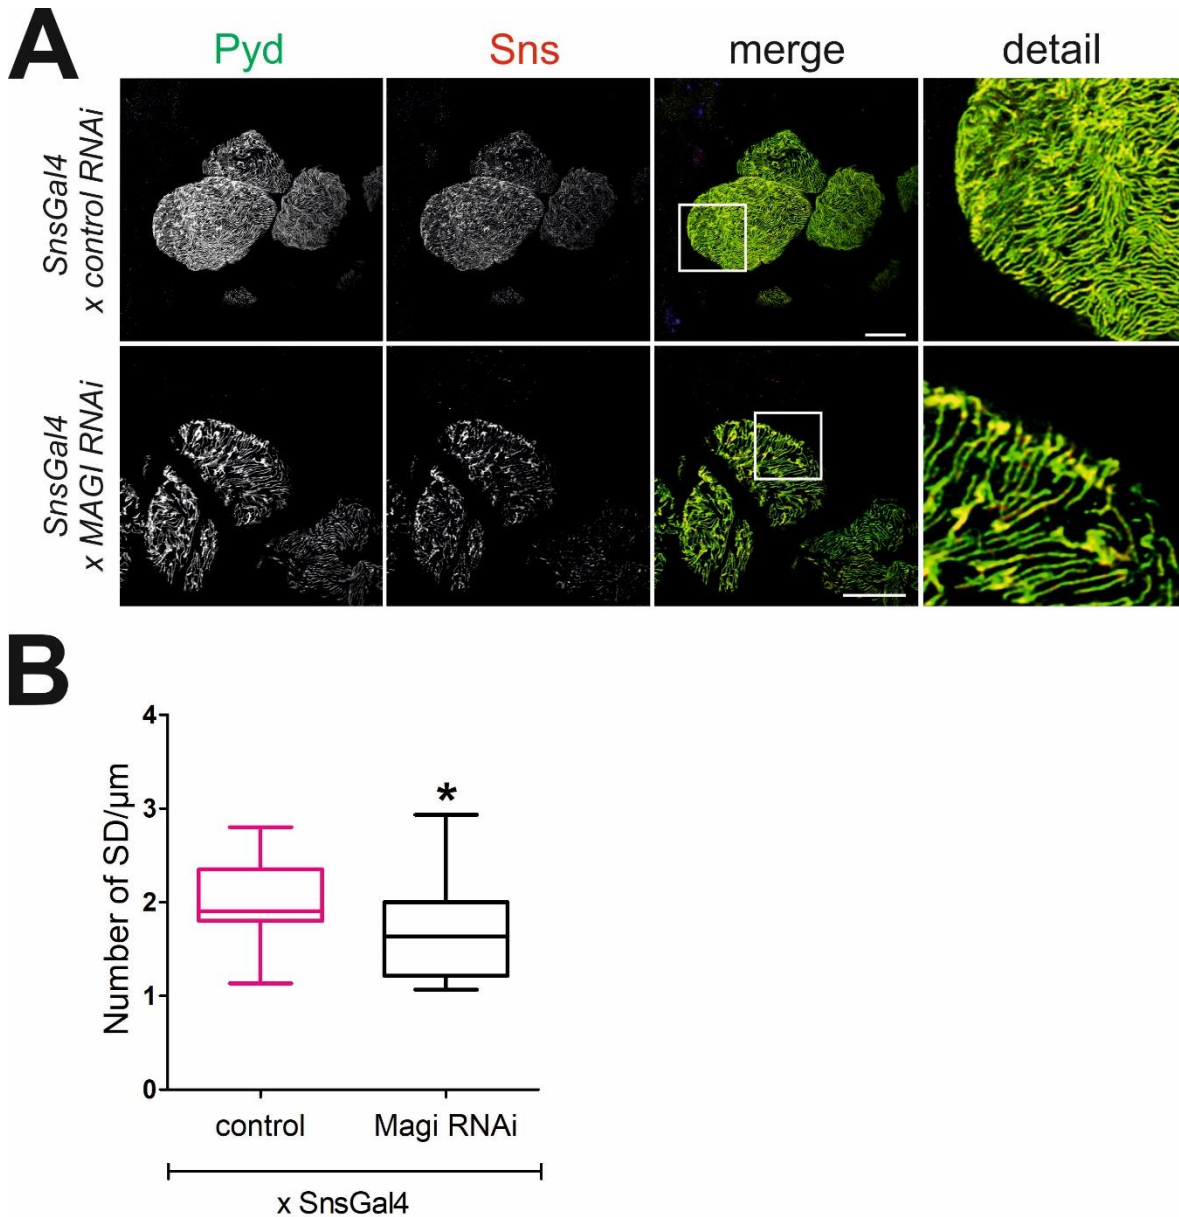 A
Pyd
Sns
merge
detail
SnsGal4
x control RNAi
SnsGal4
x MAGI RNAi
B
Number of SD/µm
4
3
2
1
0
*
control
Magi RNAi
x SnsGal4